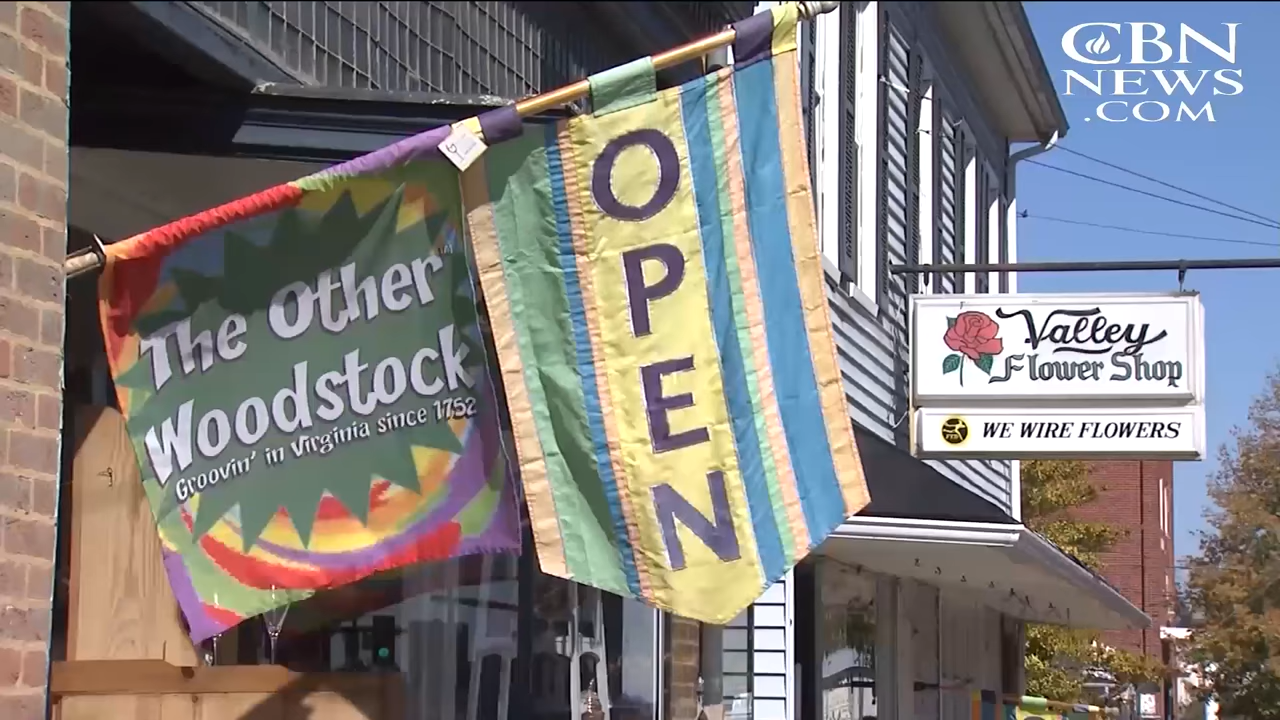 CBN
NEWS
.COM
The Other
Woodstock
Groovin' in Virginia since 1752
OPEN
Valley
Flower Shop
WE WIRE FLOWERS